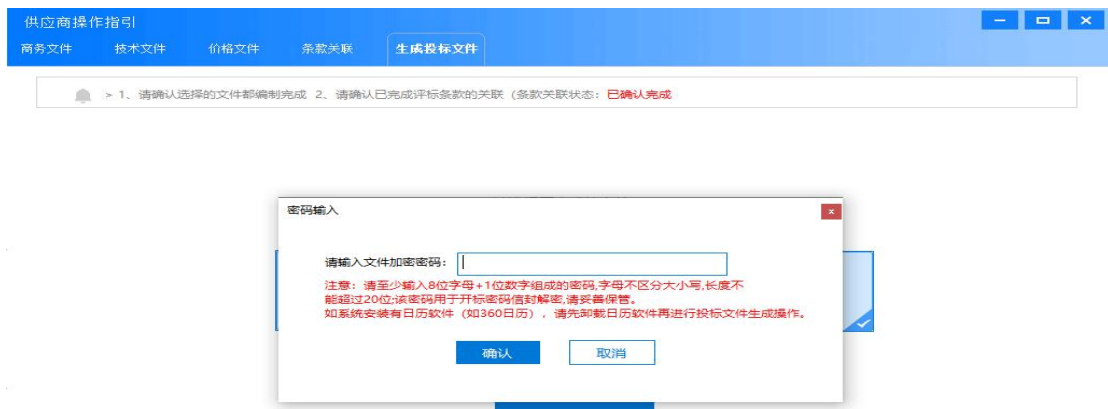 供应商操作指引
商务文件 技术文件 价格文件 条款关联 生成投标文件
> 1、请确认选择的文件都编制完成 2、请确认已完成评标条款的关联（条款关联状态：已确认完成
密码输入
请输入文件加密密码：
注意：请至少输入8位字母+1位数字组成的密码,字母不区分大小写,长度不
能超过20位;该密码用于开标密码信封解密,请妥善保管。
如系统安装有日历软件（如360日历），请先卸载日历软件再进行投标文件生成操作。
确认 取消